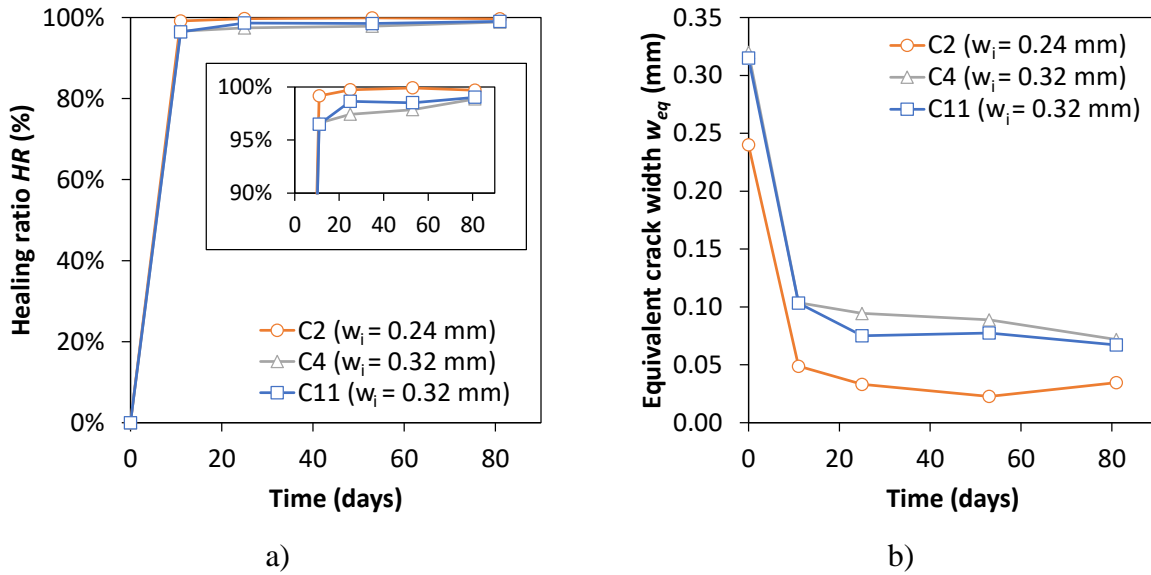 100%
80%
60%
40%
20%
0%
Healing ratio HR (%)
100%
95%
90%
0 20 40 60 80
C2 (wi = 0.24 mm)
C4 (wi = 0.32 mm)
C11 (wi = 0.32 mm)
0 20 40 60 80
Time (days)
a)
0.35
0.30
0.25
0.20
0.15
0.10
0.05
0.00
Equivalent crack width weq (mm)
C2 (wi = 0.24 mm)
C4 (wi = 0.32 mm)
C11 (wi = 0.32 mm)
0 20 40 60 80
Time (days)
b)